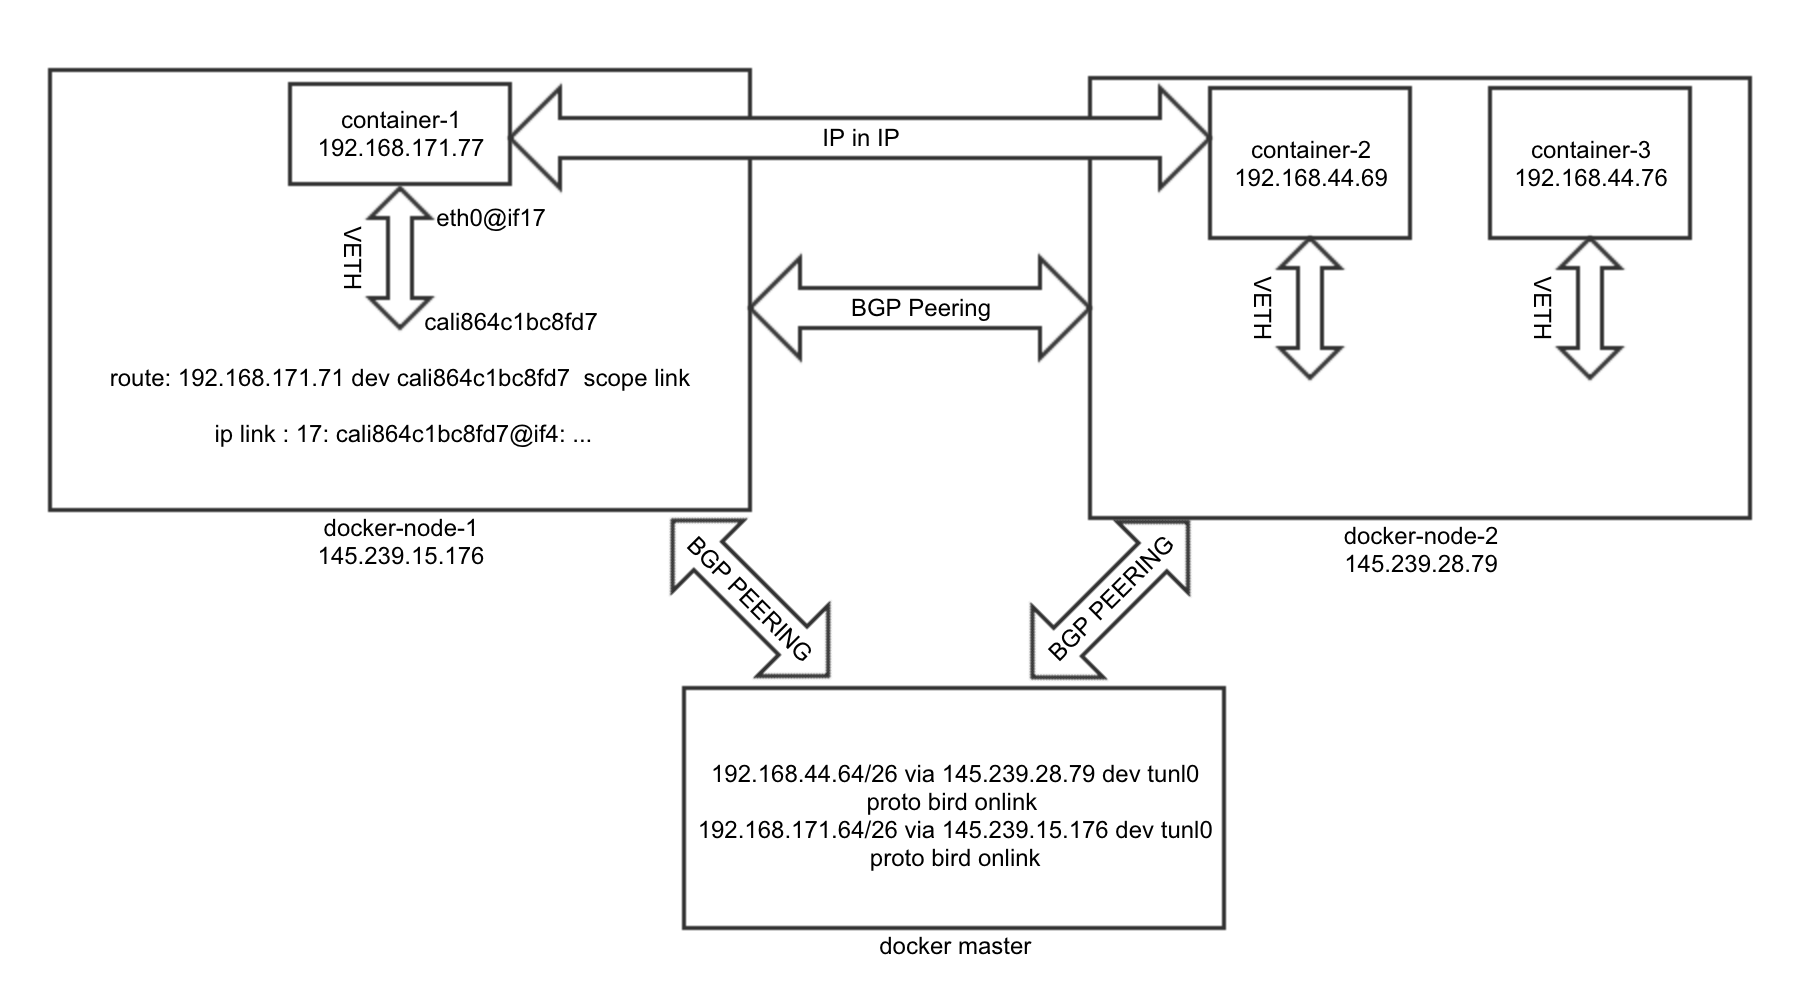 container-1
192.168.171.77
eth0@if17
VETH
cali864c1bc8fd7
route: 192.168.171.71 dev cali864c1bc8fd7  scope link
ip link : 17: cali864c1bc8fd7@if4: ...
docker-node-1
145.239.15.176
IP in IP
BGP Peering
container-2
192.168.44.69
VETH
container-3
192.168.44.76
VETH
docker-node-2
145.239.28.79
BGP PEERING
BGP PEERING
192.168.44.64/26 via 145.239.28.79 dev tunl0
proto bird onlink
192.168.171.64/26 via 145.239.15.176 dev tunl0
proto bird onlink
docker master